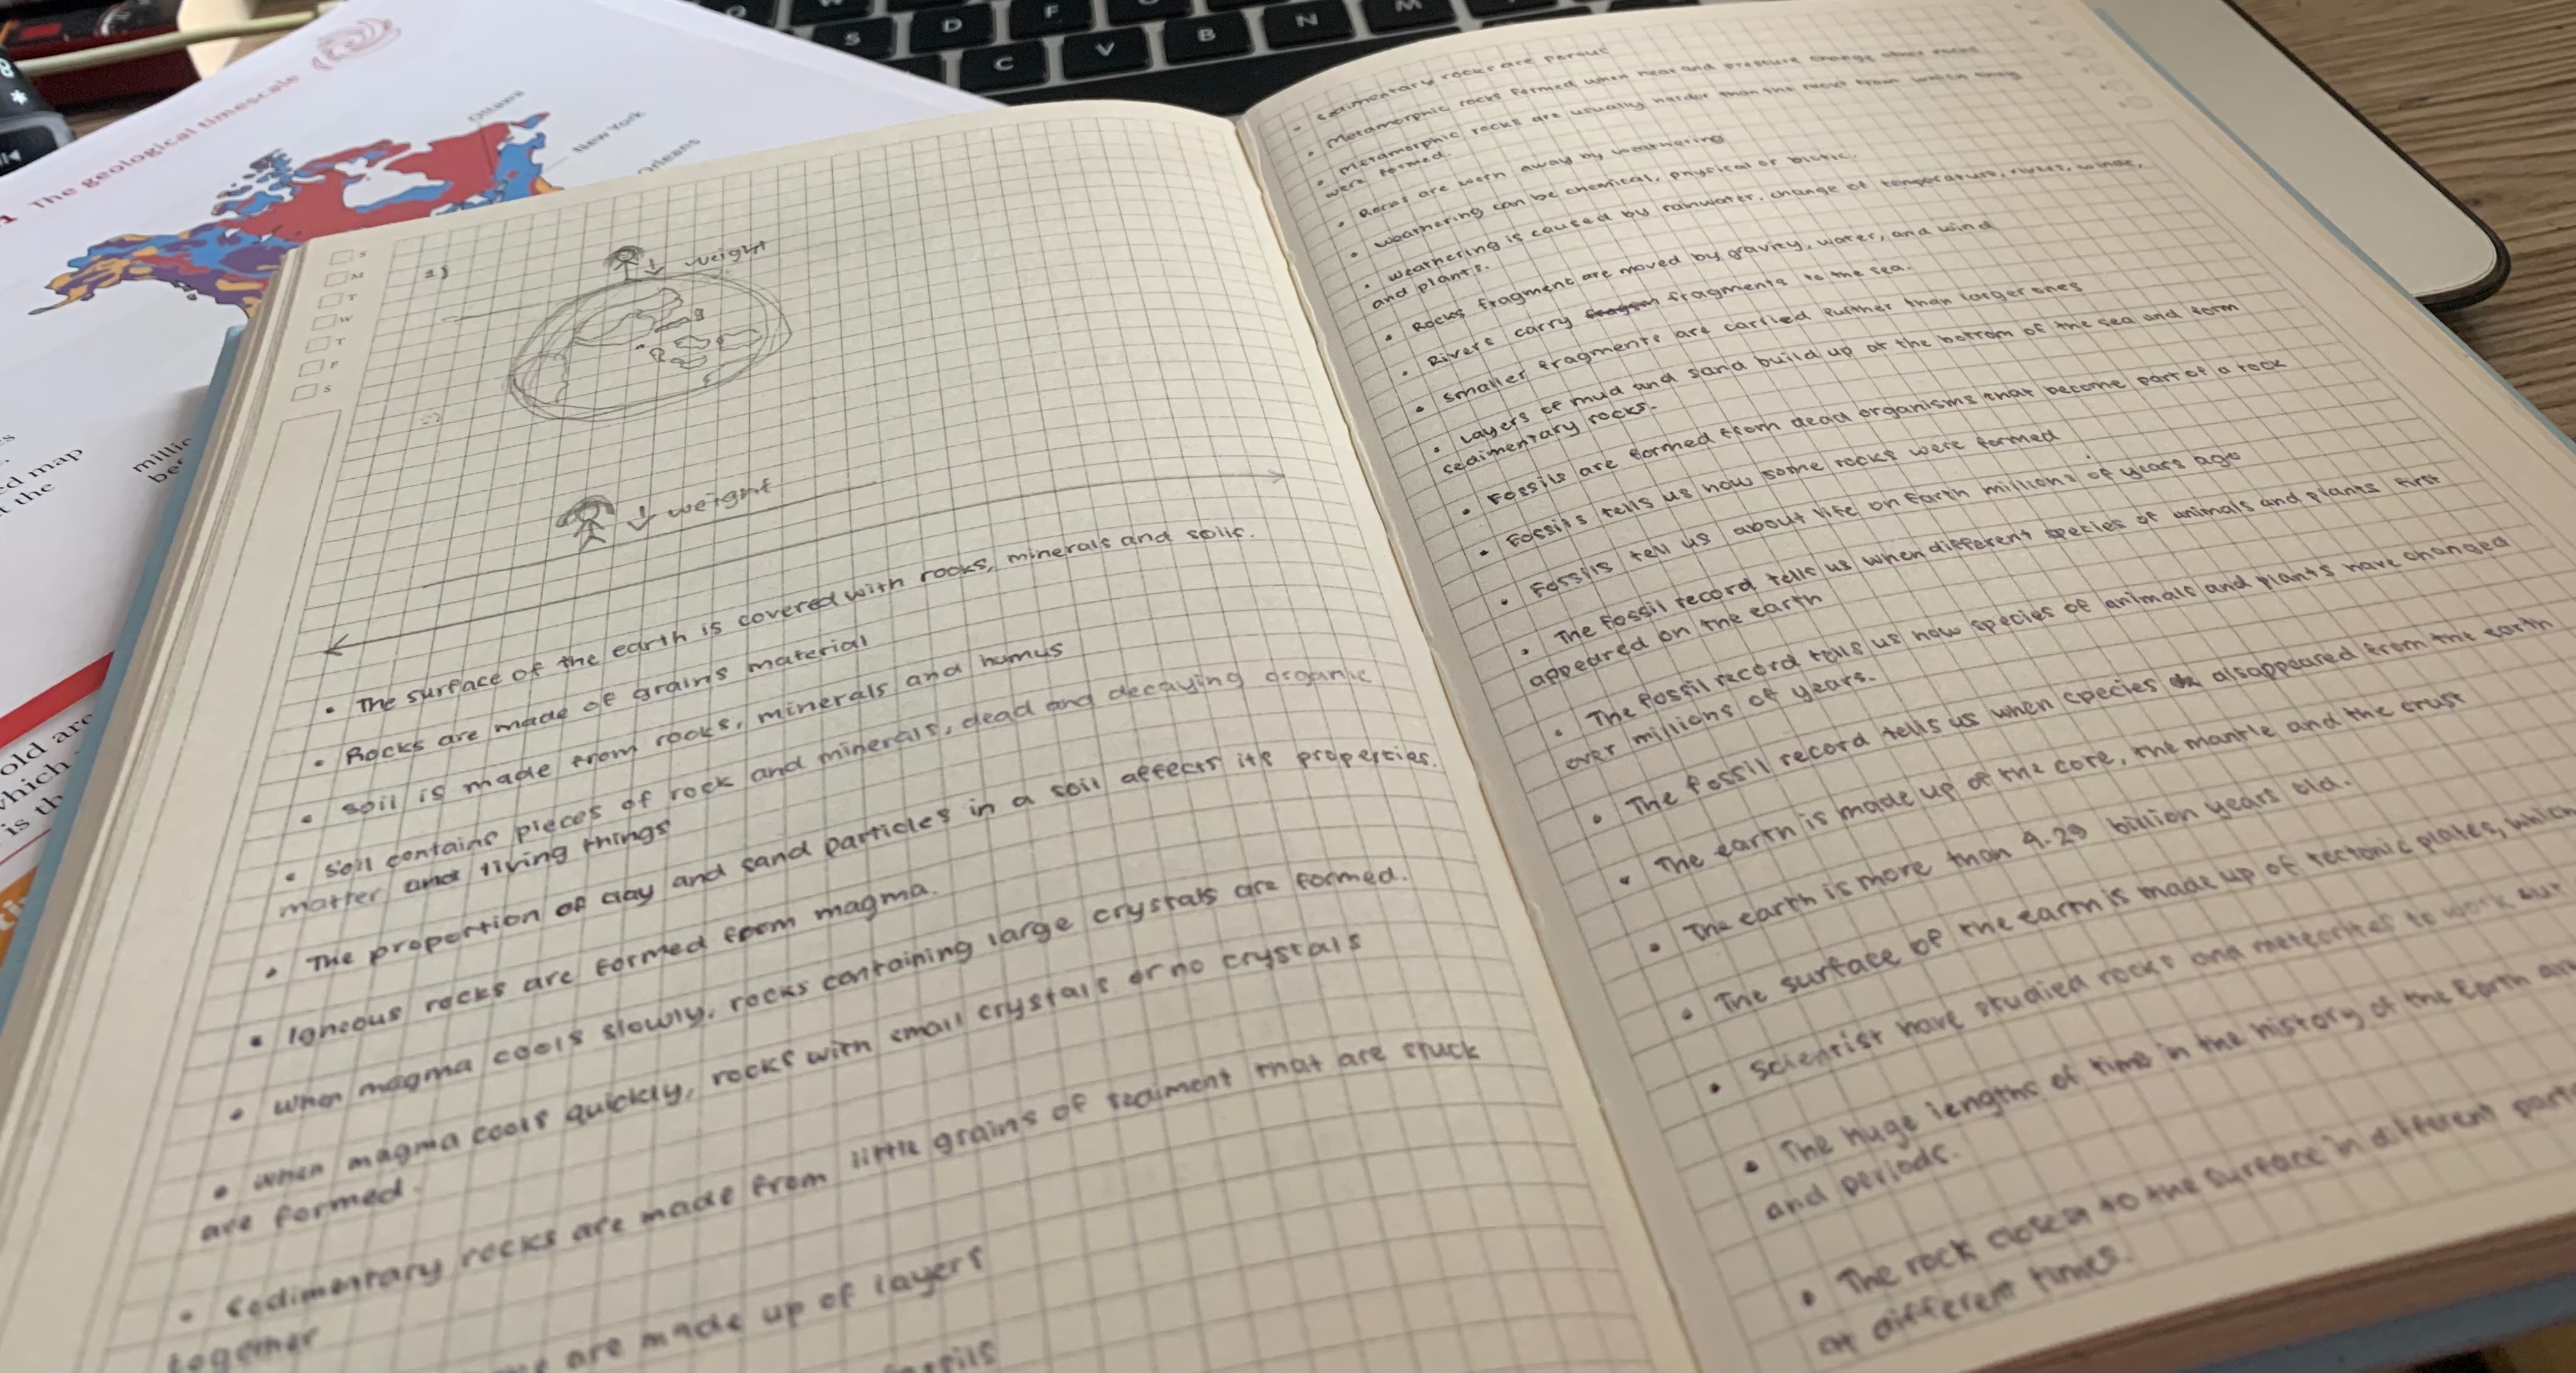 The geological timescale
Ottawa
New York
Orleans
ed map
t the
millio
old are
which
is th
D
F
C
V
B
N
M
S
M
T
W
T
F
S
weight
weight
• The surface of the earth is covered with rocks, minerals and soils.
• Rocks are made of grains material
• Soil is made from rocks, minerals and humus
• Soil contains pieces of rock and minerals, dead and decaying organic
matter and living things
• The proportion of clay and sand particles in a soil affects its properties.
• Igneous rocks are formed from magma.
• When magma cools slowly, rocks containing large crystals are formed.
• When magma cools quickly, rocks with small crystals or no crystals
are formed.
• Sedimentary rocks are made from little grains of sediment that are stuck
together
are made up of layers
fossils
• Sedimentary rocks are porous
• Metamorphic rocks formed when heat and pressure change other rocks
• Metamorphic rocks are usually harder than the rocks from which they
were formed.
• Rocks are worn away by weathering
• Weathering can be chemical, physical or biotic.
• Weathering is caused by rainwater, change of temperature, rivers, winds,
and plants.
• Rocks fragment are moved by gravity, water, and wind
• Rivers carry fragments to the sea.
• Smaller fragments are carried further than larger ones
• Layers of mud and sand build up at the bottom of the sea and form
sedimentary rocks.
• Fossils are formed from dead organisms that become part of a rock
• Fossils tells us how some rocks were formed
• Fossils tell us about life on Earth millions of years ago
• The fossil record tells us when different species of animals and plants first
appeared on the earth
• The fossil record tells us how species of animals and plants have changed
over millions of years.
• The fossil record tells us when species disappeared from the earth
• The earth is made up of the core, the mantle and the crust
• The earth is more than 4.29 billion years old.
• The surface of the earth is made up of tectonic plates, which
• Scientist have studied rocks and meteorites to work out
• The huge lengths of time in the history of the Earth are
and periods.
• The rock closest to the surface in different parts
at different times.